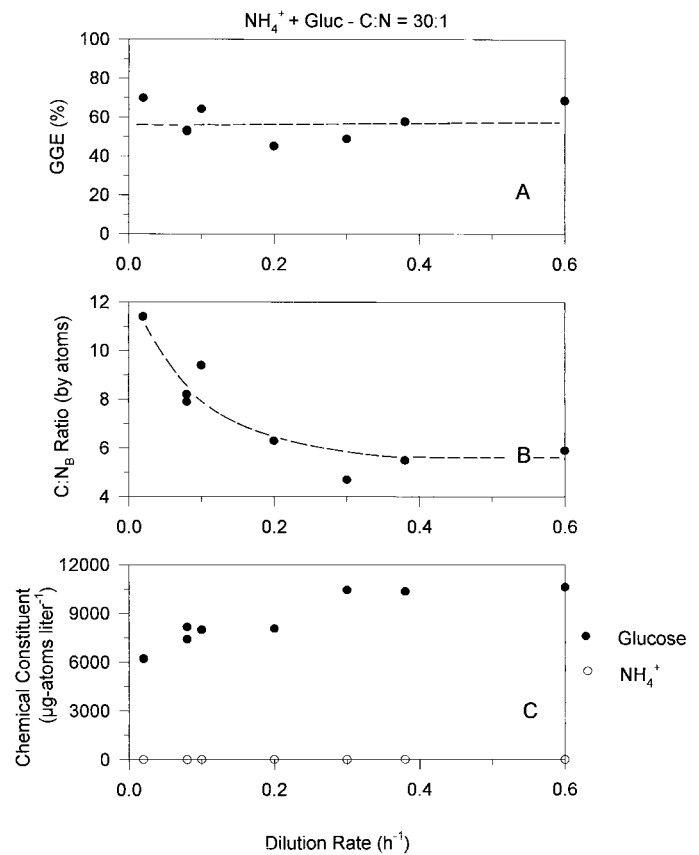 NH₄⁺ + Gluc - C:N = 30:1
100
80
60
40
20
0
GGE (%)
A
0.0 0.2 0.4 0.6
12
10
8
6
4
C:N_B Ratio (by atoms)
B
0.0 0.2 0.4 0.6
12000
9000
6000
3000
0
Chemical Constituent
(µg-atoms liter⁻¹)
C
Glucose
NH₄⁺
0.0 0.2 0.4 0.6
Dilution Rate (h⁻¹)